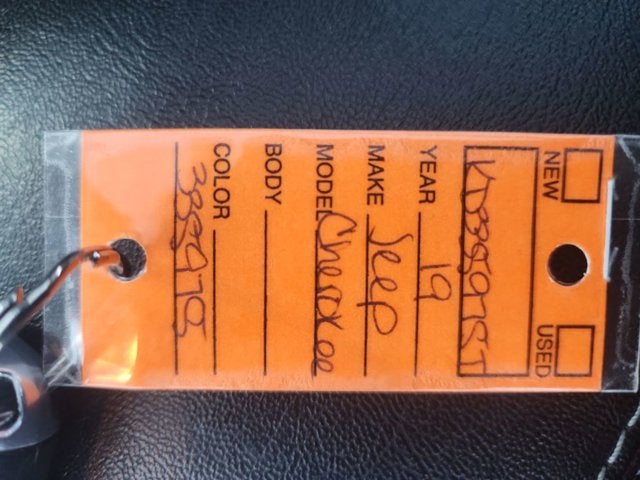 NEW USED
YEAR 19
MAKE Jeep
MODEL Cherokee
BODY
COLOR